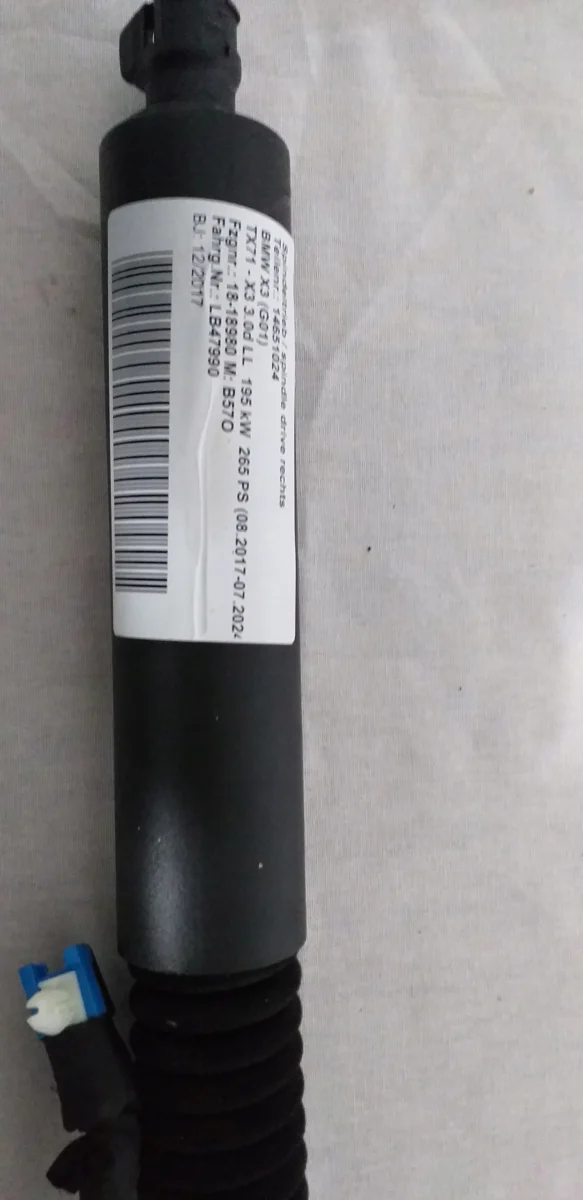 Spindeltrieb / spindle drive rechts
Teilenr.: 14651024
BMW X3 (G01)
TX71 - X3 3.0d LL 195 kW 265 PS (08.2017-07.2024
Fzgnr.: 18-18980 M: B57O
Fahrg.Nr.: LB47990
BJ: 12/2017